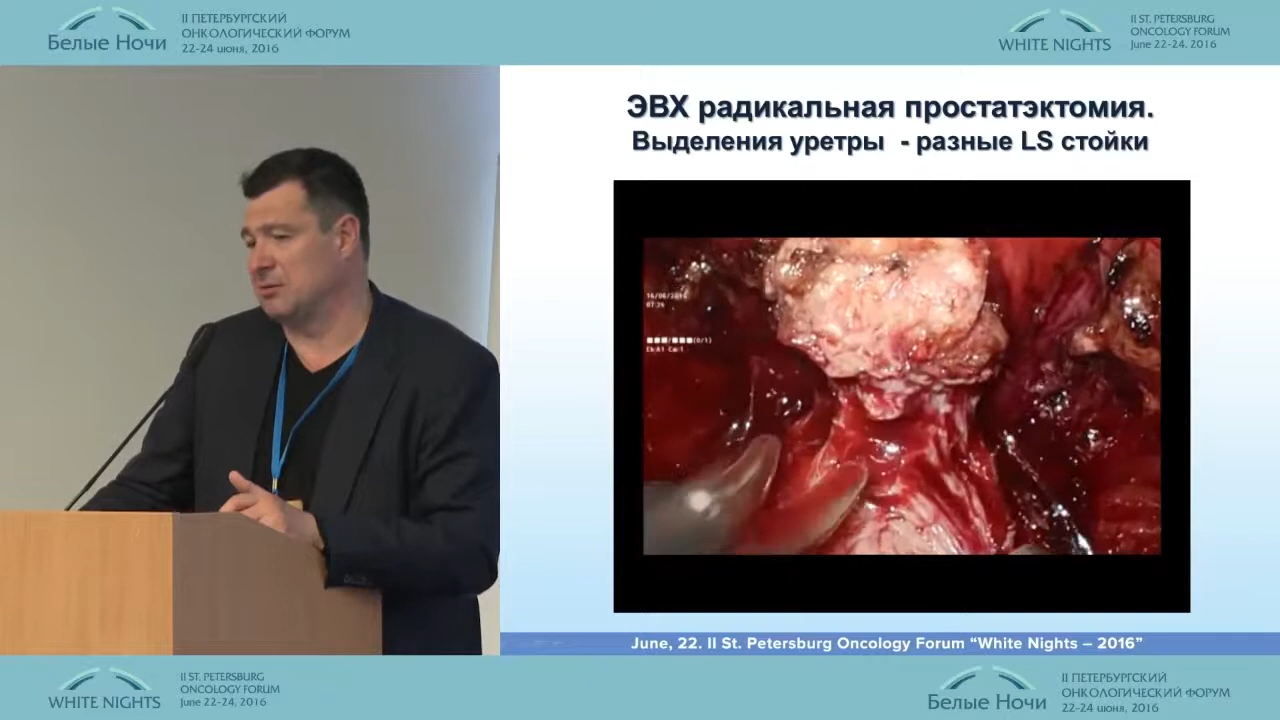 II ПЕТЕРБУРГСКИЙ
ОНКОЛОГИЧЕСКИЙ ФОРУМ
Белые Ночи
22-24 июня, 2016
II ST. PETERSBURG
ONCOLOGY FORUM
WHITE NIGHTS
June 22-24. 2016
ЭВХ радикальная простатэктомия.
Выделения уретры - разные LS стойки
07:26
June, 22. II St. Petersburg Oncology Forum “White Nights – 2016”
II ST. PETERSBURG
ONCOLOGY FORUM
WHITE NIGHTS
June 22-24, 2016
II ПЕТЕРБУРГСКИЙ
ОНКОЛОГИЧЕСКИЙ ФОРУМ
Белые Ночи
22-24 июня, 2016